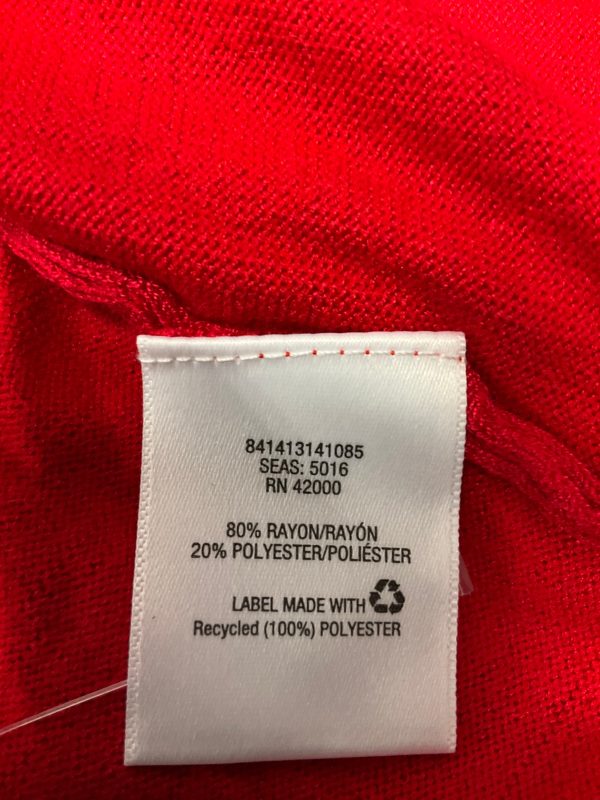 841413141085
SEAS: 5016
RN 42000
80% RAYON/RAYÓN
20% POLYESTER/POLIÉSTER
LABEL MADE WITH
Recycled (100%) POLYESTER